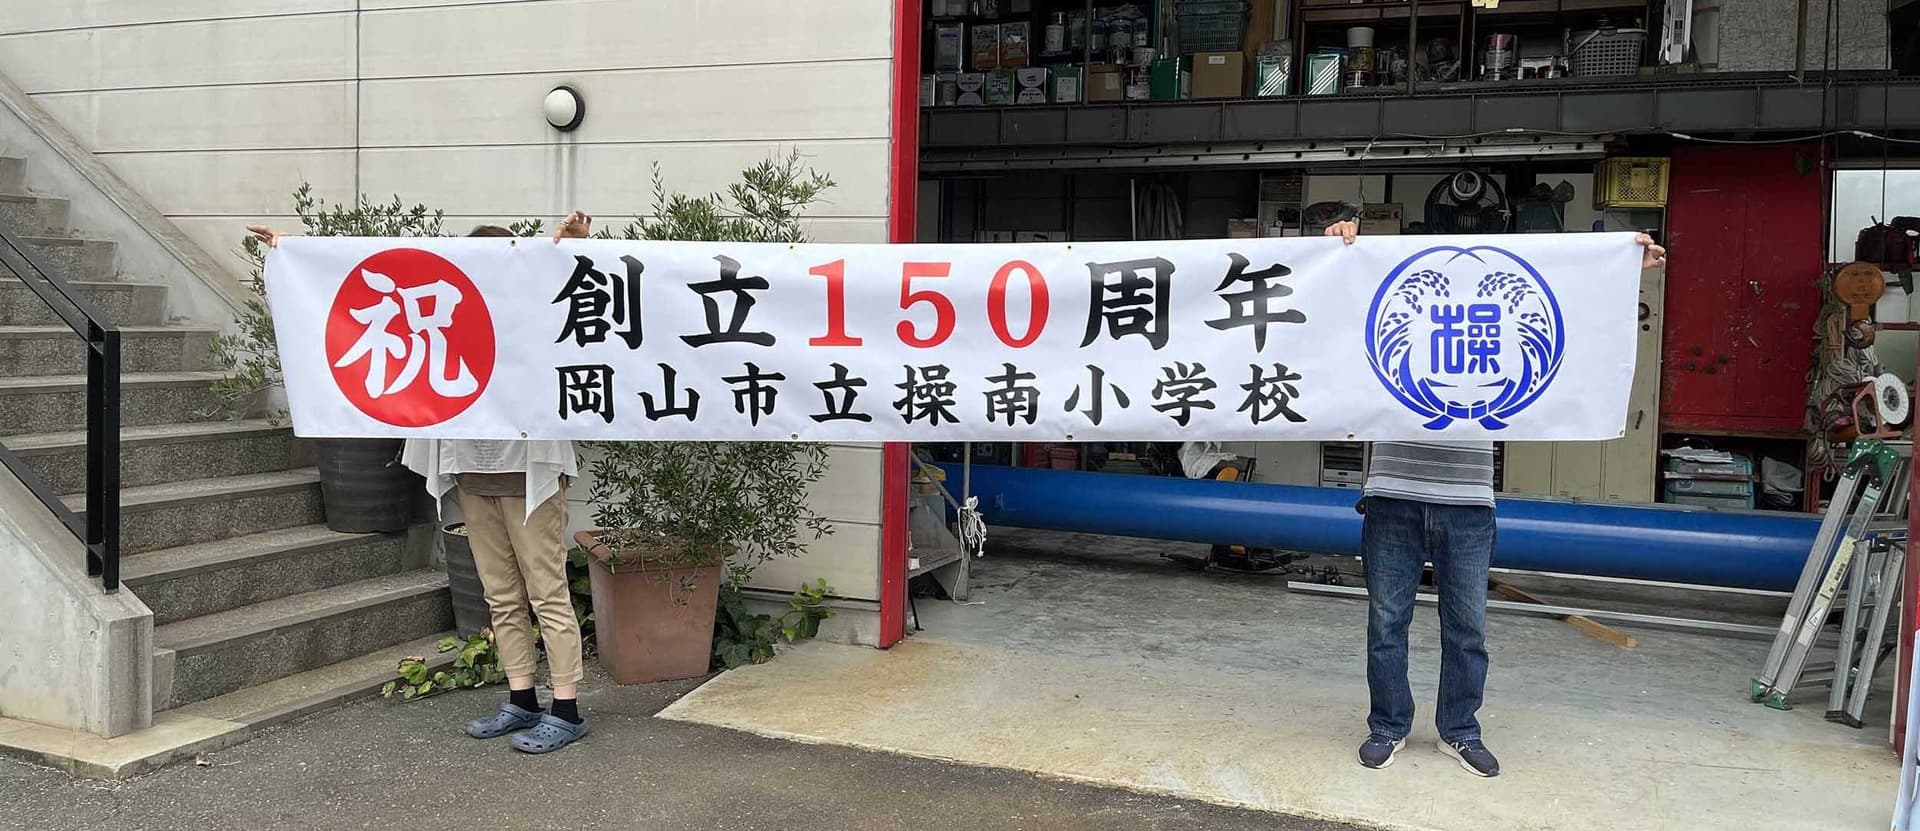 祝
創立150周年
岡山市立操南小学校
操